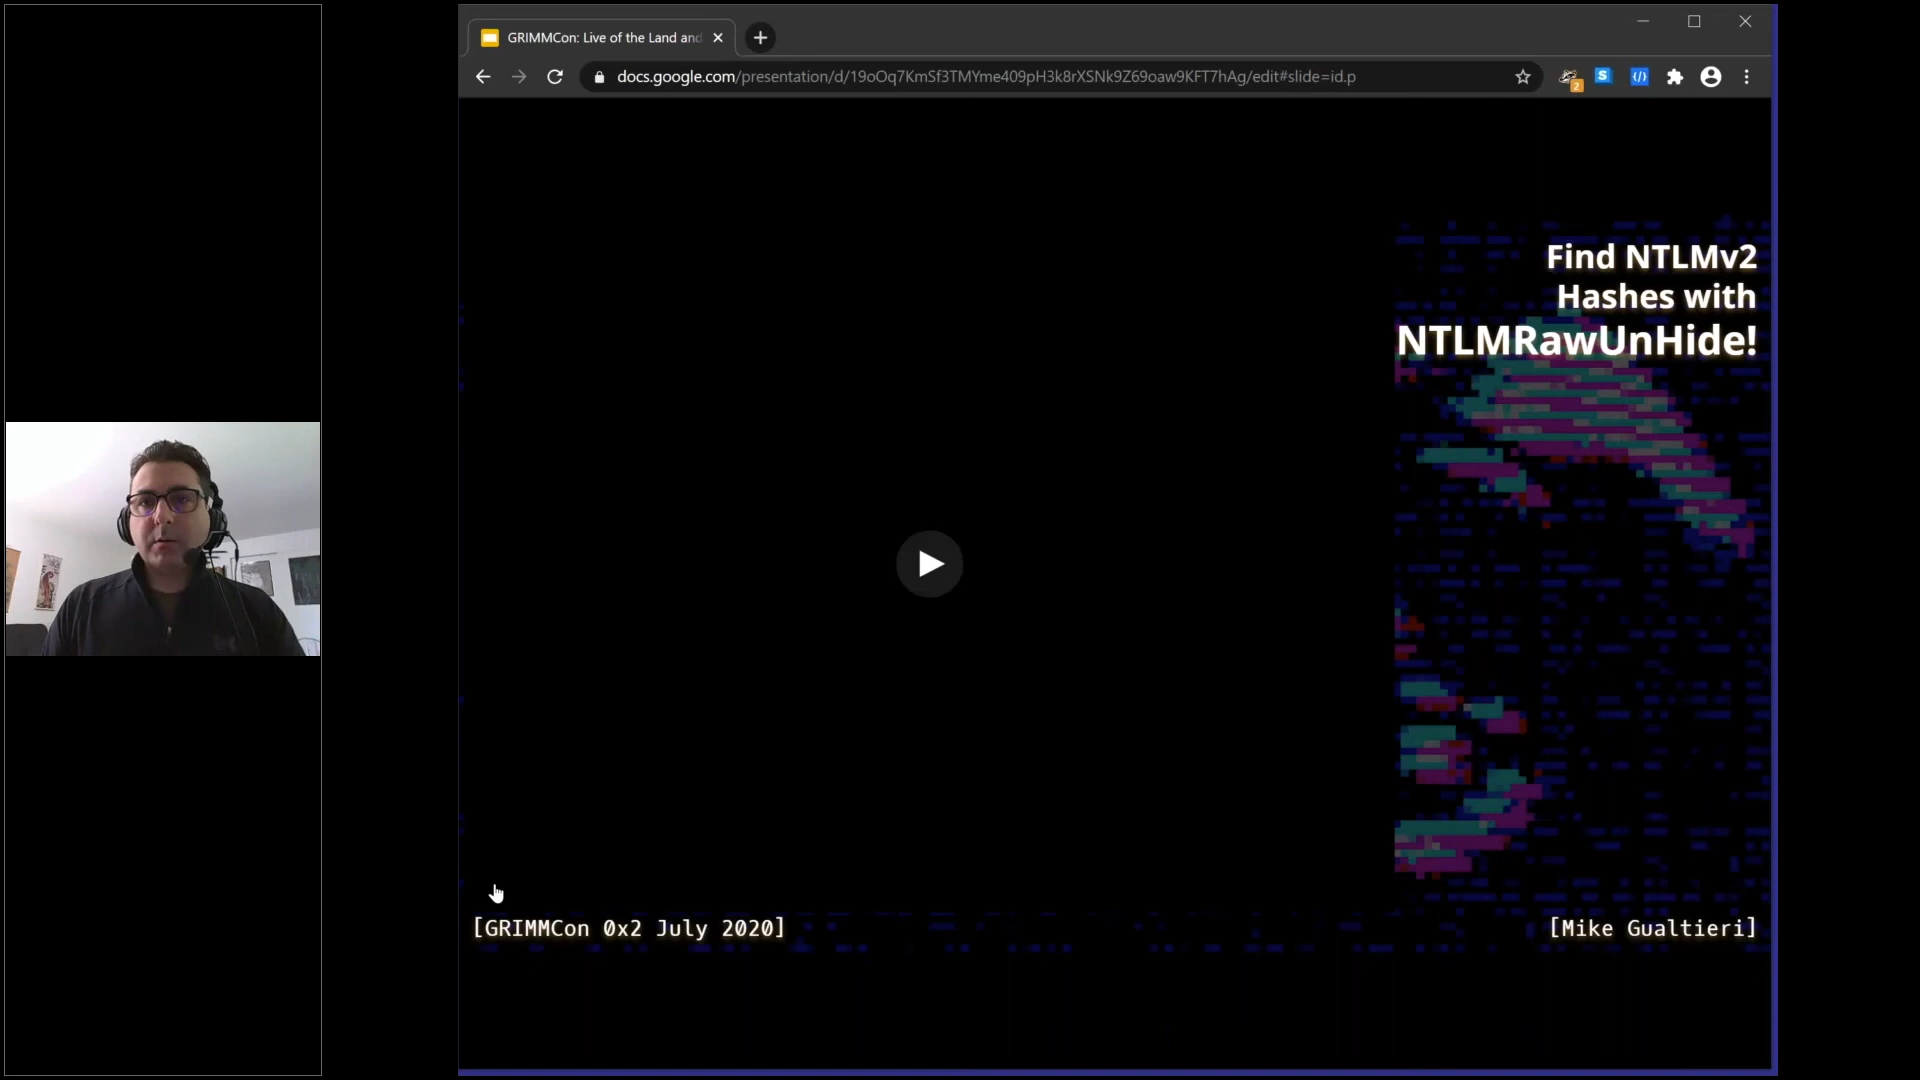 GRIMMCon: Live of the Land and
docs.google.com/presentation/d/19oOq7KmSf3TMYme409pH3k8rXSNk9Z69oaw9KFT7hAg/edit#slide=id.p
2
S
Find NTLMv2
Hashes with
NTLMRawUnHide!
[GRIMMCon 0x2 July 2020]
[Mike Gualtieri]